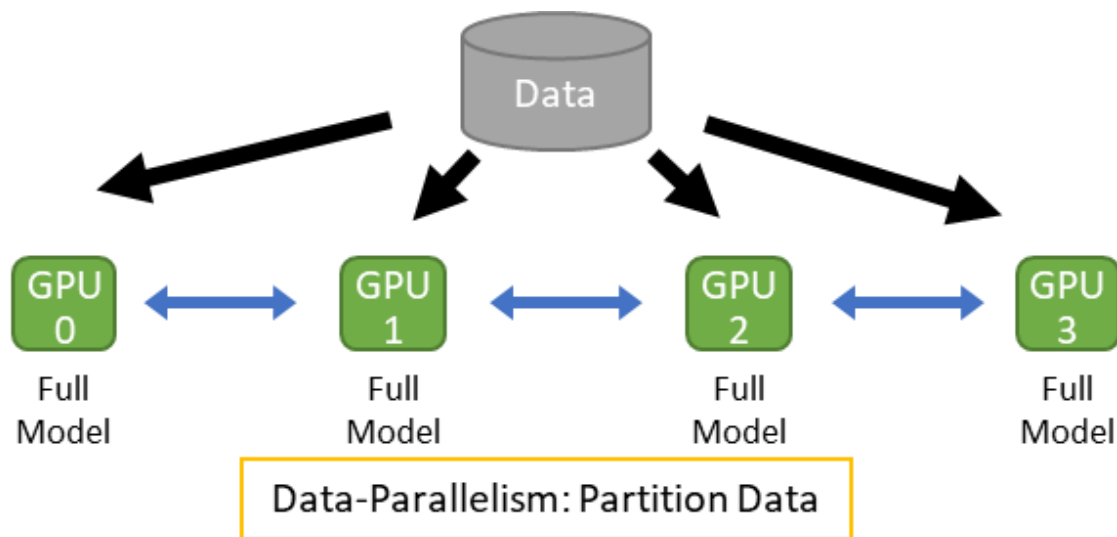 Data
GPU
0
GPU
1
GPU
2
GPU
3
Full
Model
Full
Model
Full
Model
Full
Model
Data-Parallelism: Partition Data